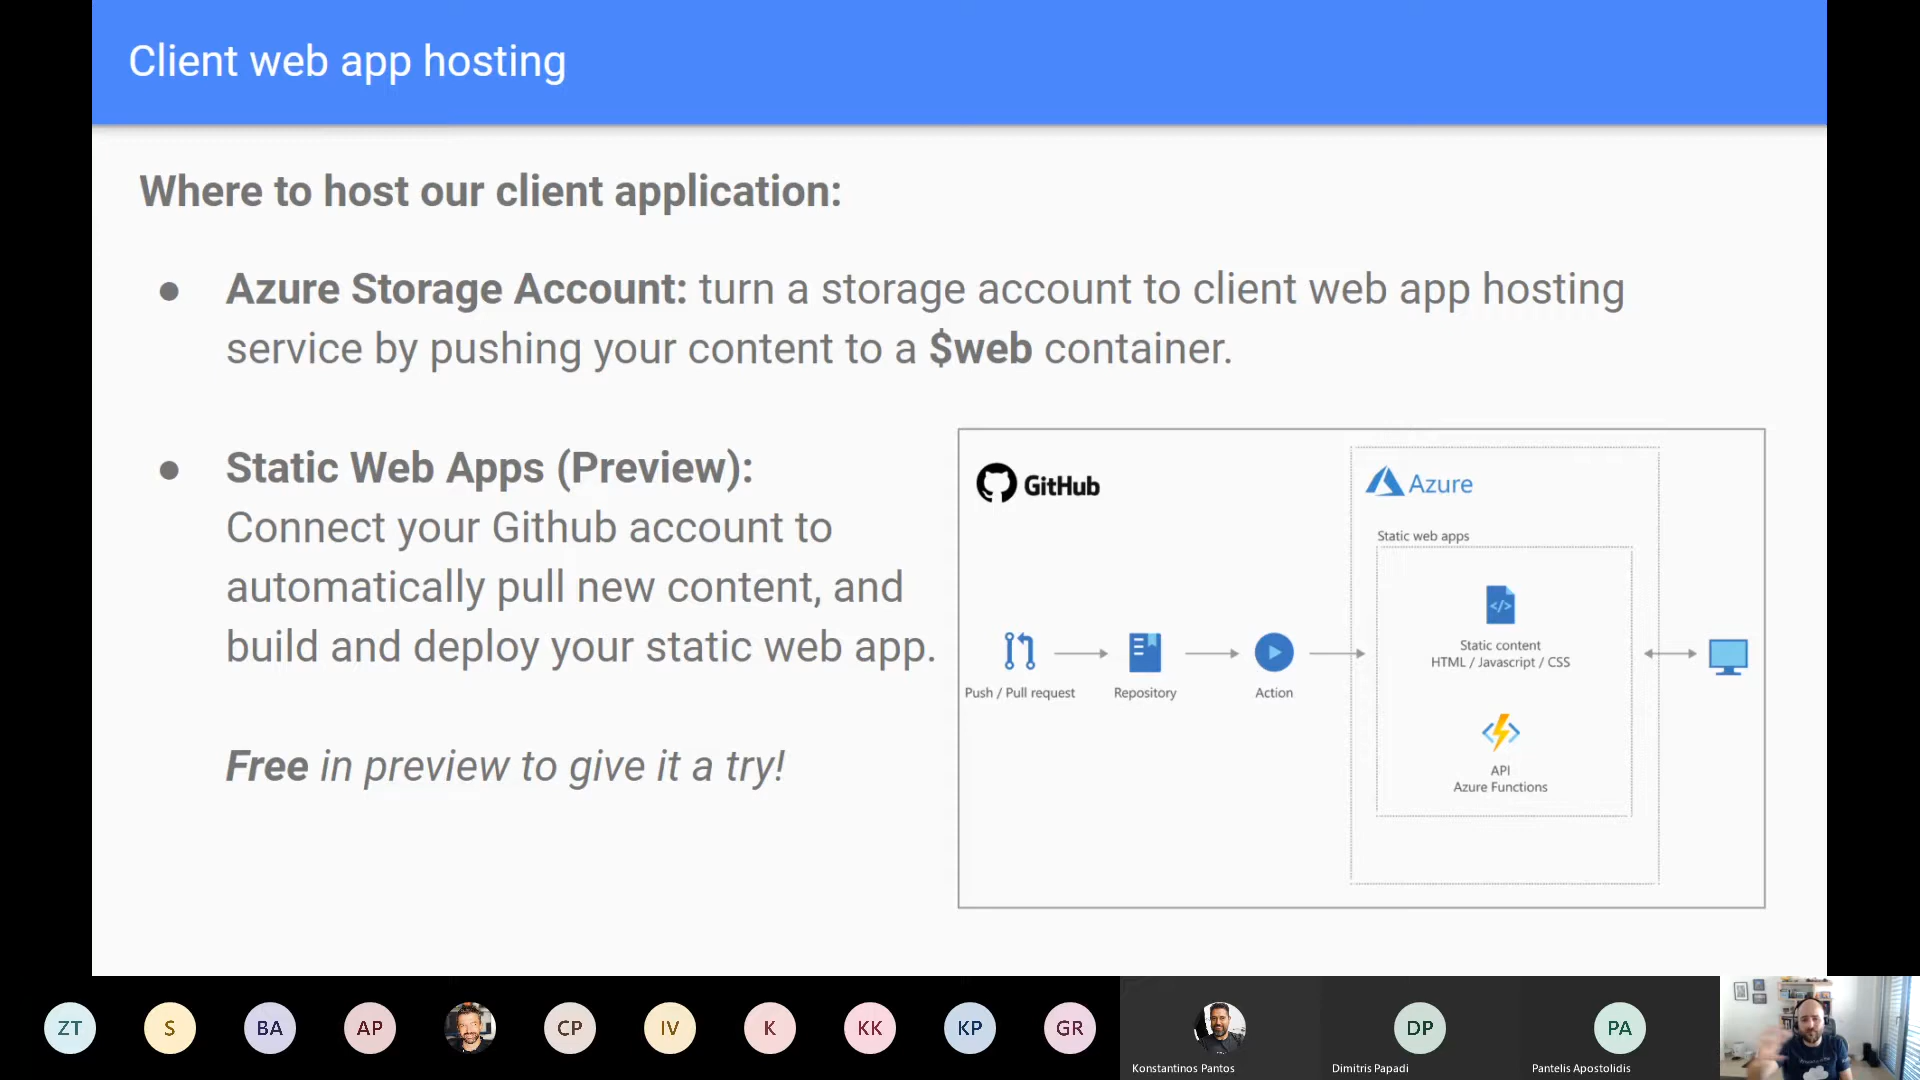 Client web app hosting
Where to host our client application:
● Azure Storage Account: turn a storage account to client web app hosting
service by pushing your content to a $web container.
● Static Web Apps (Preview):
Connect your Github account to
automatically pull new content, and
build and deploy your static web app.
Free in preview to give it a try!
GitHub
Azure
Static web apps
</>
Static content
HTML / Javascript / CSS
Push / Pull request
Repository
Action
API
Azure Functions
ZT
S
BA
AP
CP
IV
K
KK
KP
GR
DP
PA
Konstantinos Pantos
Dimitris Papadi
Pantelis Apostolidis